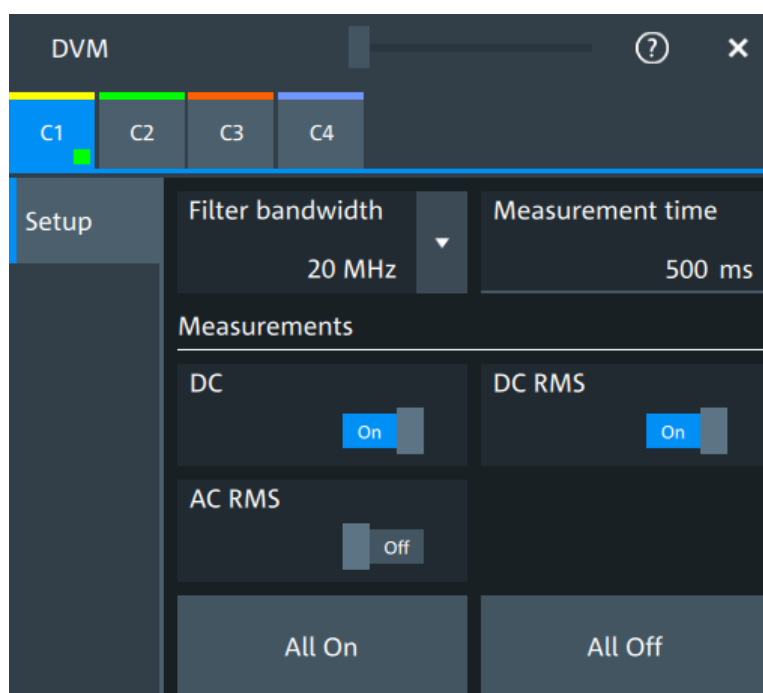 DVM
?
C1 C2 C3 C4
Setup
Filter bandwidth
20 MHz
Measurement time
500 ms
Measurements
DC
On
DC RMS
On
AC RMS
Off
All On
All Off